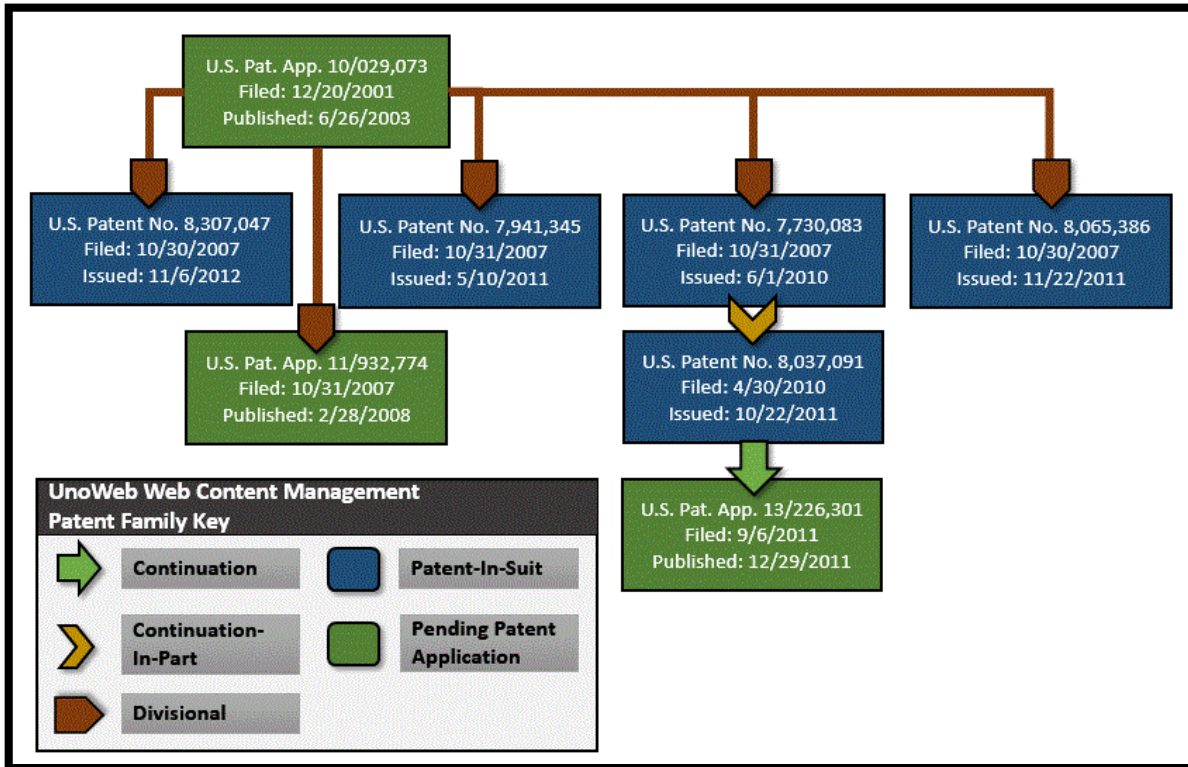 U.S. Pat. App. 10/029,073
Filed: 12/20/2001
Published: 6/26/2003
U.S. Patent No. 8,307,047
Filed: 10/30/2007
Issued: 11/6/2012
U.S. Patent No. 7,941,345
Filed: 10/31/2007
Issued: 5/10/2011
U.S. Patent No. 7,730,083
Filed: 10/31/2007
Issued: 6/1/2010
U.S. Patent No. 8,065,386
Filed: 10/30/2007
Issued: 11/22/2011
U.S. Pat. App. 11/932,774
Filed: 10/31/2007
Published: 2/28/2008
U.S. Patent No. 8,037,091
Filed: 4/30/2010
Issued: 10/22/2011
U.S. Pat. App. 13/226,301
Filed: 9/6/2011
Published: 12/29/2011
UnoWeb Web Content Management
Patent Family Key
Continuation
Patent-In-Suit
Continuation-
In-Part
Pending Patent
Application
Divisional